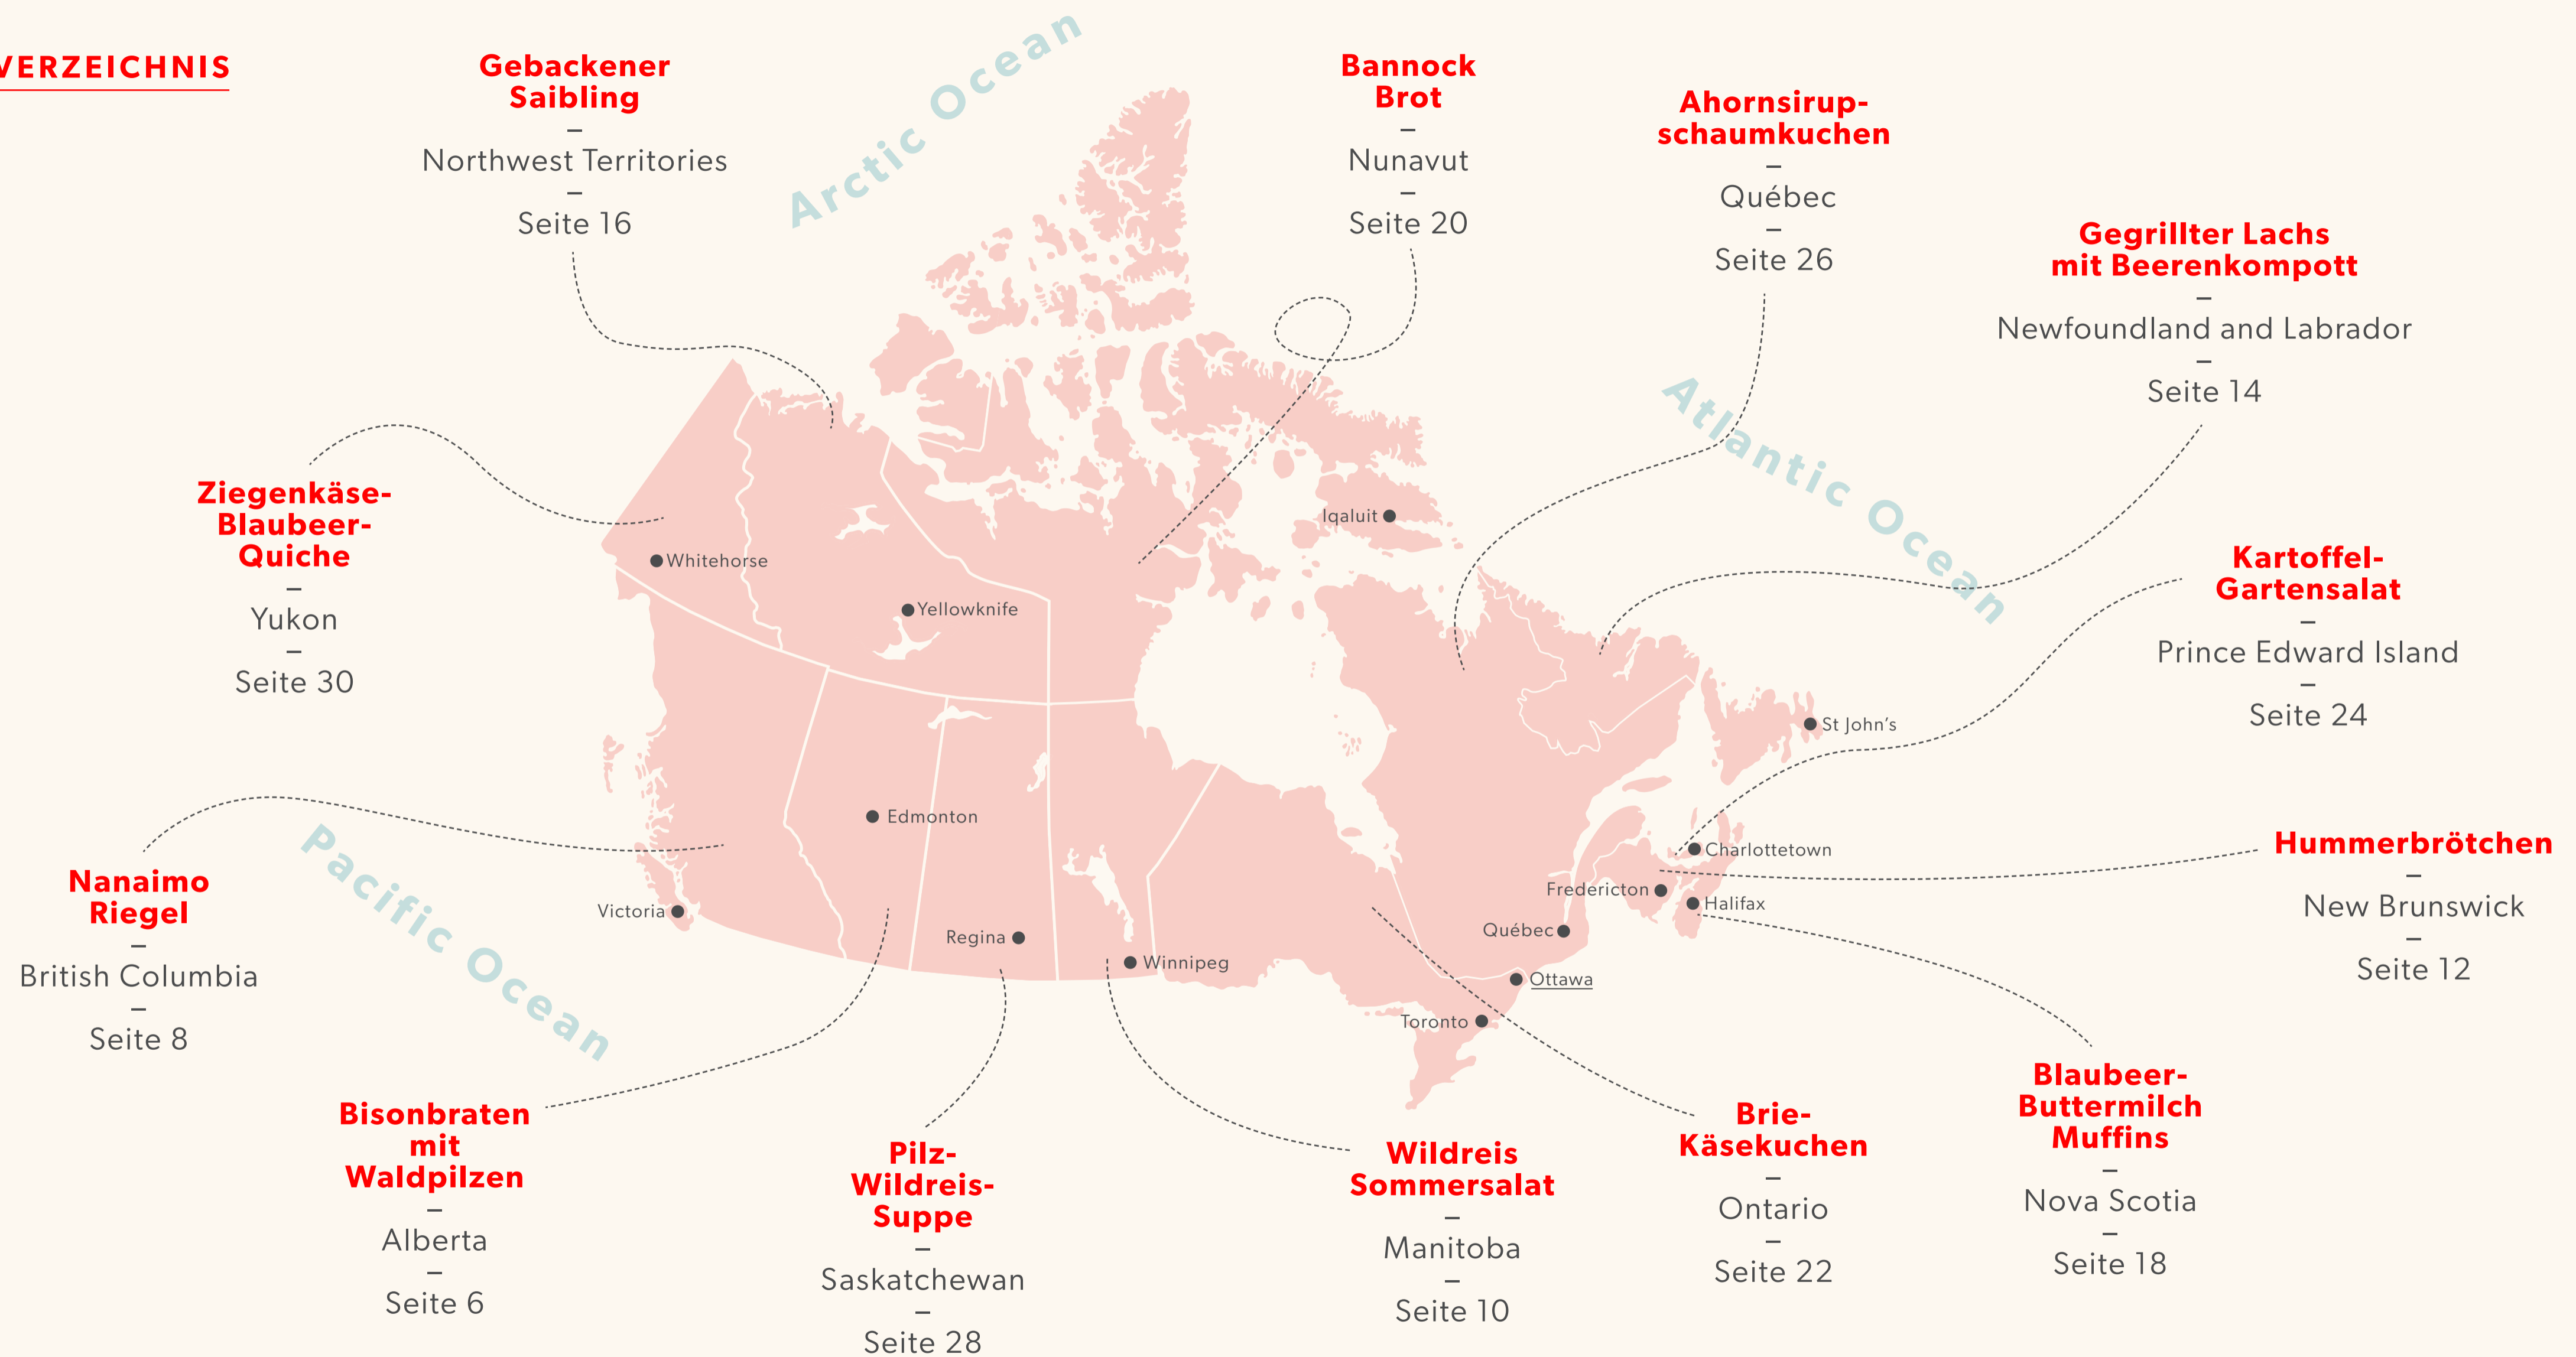 VERZEICHNIS
Gebackener
Saibling
–
Northwest Territories
–
Seite 16
Arctic Ocean
Bannock
Brot
–
Nunavut
–
Seite 20
Ahornsirup-
schaumkuchen
–
Québec
–
Seite 26
Gegrillter Lachs
mit Beerenkompott
–
Newfoundland and Labrador
–
Seite 14
Atlantic Ocean
Ziegenkäse-
Blaubeer-
Quiche
–
Yukon
–
Seite 30
Kartoffel-
Gartensalat
–
Prince Edward Island
–
Seite 24
Iqaluit
Whitehorse
Yellowknife
St John’s
Edmonton
Charlottetown
Fredericton
Halifax
Victoria
Québec
Regina
Winnipeg
Ottawa
Toronto
Nanaimo
Riegel
–
British Columbia
–
Seite 8
Pacific Ocean
Hummerbrötchen
–
New Brunswick
–
Seite 12
Bisonbraten
mit
Waldpilzen
–
Alberta
–
Seite 6
Pilz-
Wildreis-
Suppe
–
Saskatchewan
–
Seite 28
Wildreis
Sommersalat
–
Manitoba
–
Seite 10
Brie-
Käsekuchen
–
Ontario
–
Seite 22
Blaubeer-
Buttermilch
Muffins
–
Nova Scotia
–
Seite 18